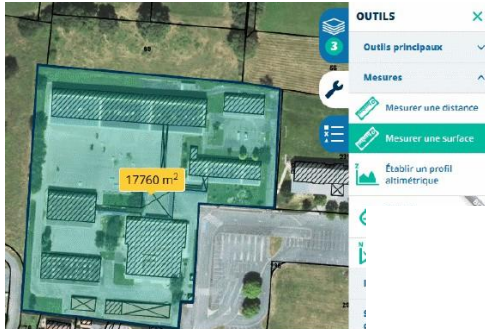 OUTILS
3
Outils principaux
Mesures
Mesurer une distance
Mesurer une surface
Établir un profil
altimétrique
17760 m²